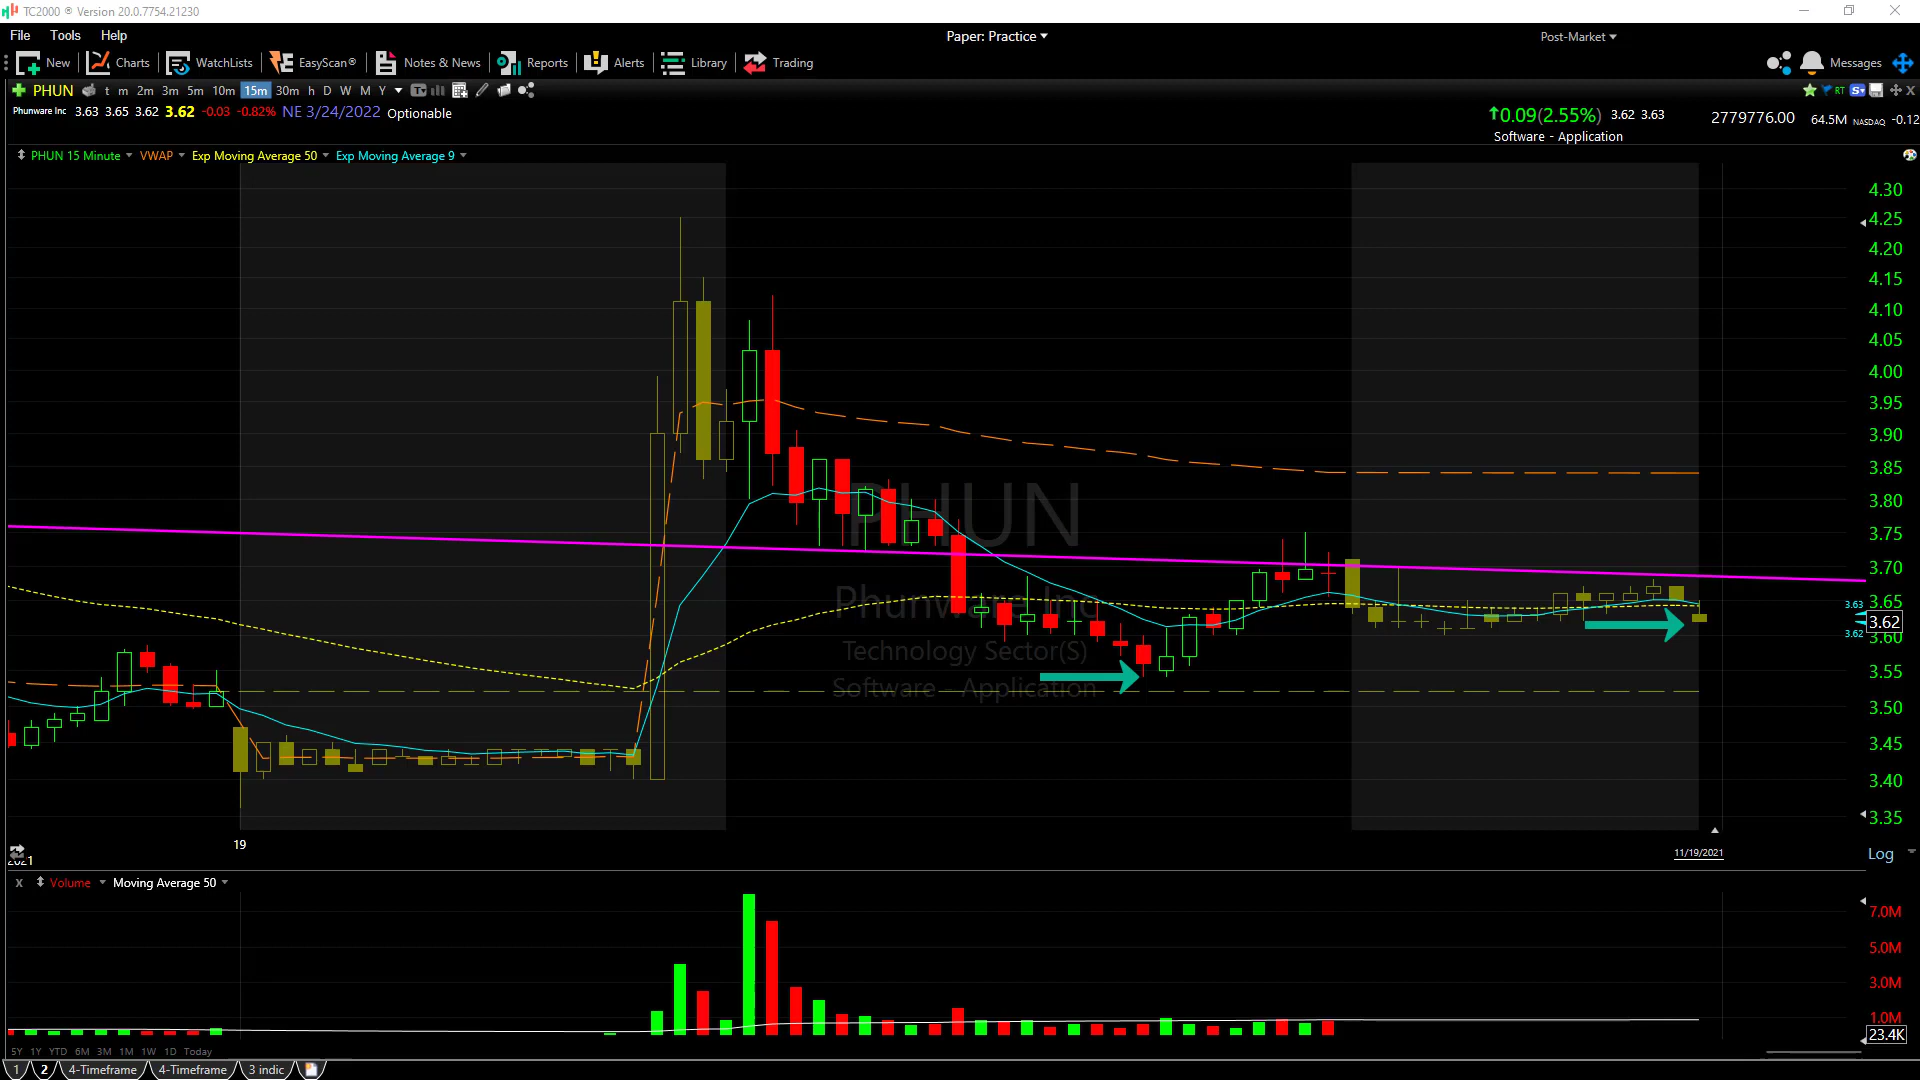 TC2000 ® Version 20.0.7754.21230
File Tools Help
Paper: Practice
Post-Market
New Charts WatchLists EasyScan® Notes & News Reports Alerts Library Trading
Messages
PHUN t m 2m 3m 5m 10m 15m 30m h D W M Y
RT S
Phunware Inc 3.63 3.65 3.62 3.62 -0.03 -0.82% NE 3/24/2022 Optionable
0.09(2.55%) 3.62 3.63 2779776.00 64.5M NASDAQ -0.12
Software - Application
PHUN 15 Minute VWAP Exp Moving Average 50 Exp Moving Average 9
4.30
4.25
4.20
4.15
4.10
4.05
4.00
3.95
3.90
3.85
3.80
3.75
3.70
3.65
3.63
3.62
3.62
3.60
3.55
3.50
3.45
3.40
3.35
PHUN
Phunware Inc
Technology Sector(S)
Software - Application
19
2021
11/19/2021
Log
X Volume Moving Average 50
7.0M
5.0M
3.0M
1.0M
23.4K
5Y 1Y YTD 6M 3M 1M 1W 1D Today
1 2 4-Timeframe 4-Timeframe 3 indic